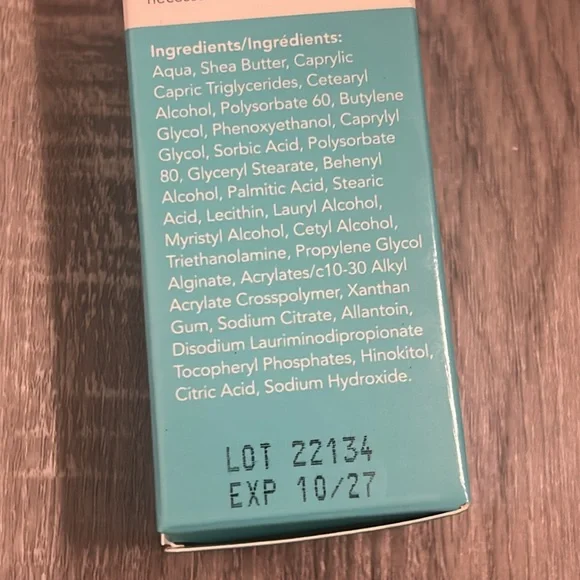 Ingredients/Ingrédients:
Aqua, Shea Butter, Caprylic
Capric Triglycerides, Cetearyl
Alcohol, Polysorbate 60, Butylene
Glycol, Phenoxyethanol, Caprylyl
Glycol, Sorbic Acid, Polysorbate
80, Glyceryl Stearate, Behenyl
Alcohol, Palmitic Acid, Stearic
Acid, Lecithin, Lauryl Alcohol,
Myristyl Alcohol, Cetyl Alcohol,
Triethanolamine, Propylene Glycol
Alginate, Acrylates/c10-30 Alkyl
Acrylate Crosspolymer, Xanthan
Gum, Sodium Citrate, Allantoin,
Disodium Lauriminodipropionate
Tocopheryl Phosphates, Hinokitol,
Citric Acid, Sodium Hydroxide.
LOT 22134
EXP 10/27